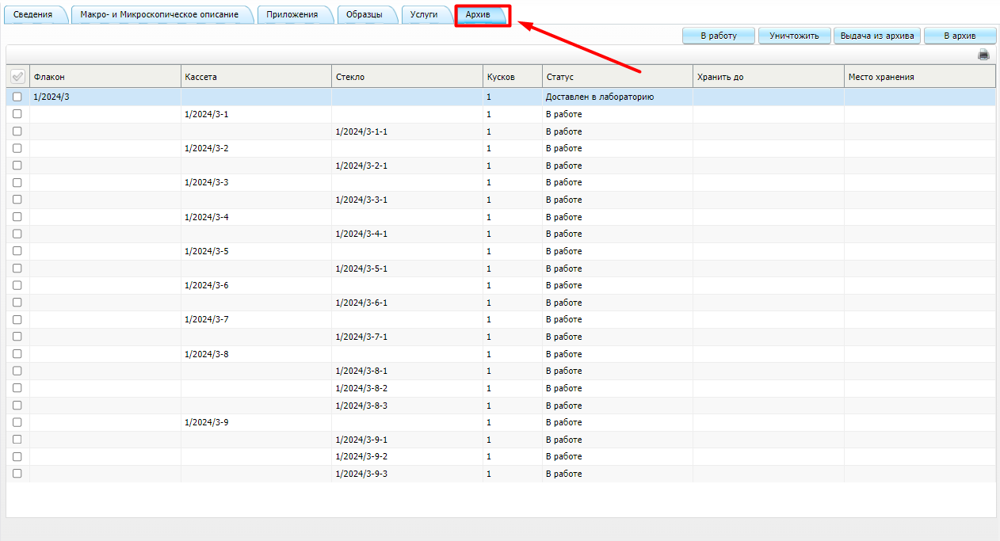 Сведения Макро- и Микроскопическое описание Приложения Образцы Услуги Архив
В работу Уничтожить Выдача из архива В архив
Флакон Кассета Стекло Кусков Статус Хранить до Место хранения
1/2024/3 1 Доставлен в лабораторию
1/2024/3-1 1 В работе
1/2024/3-1-1 1 В работе
1/2024/3-2 1 В работе
1/2024/3-2-1 1 В работе
1/2024/3-3 1 В работе
1/2024/3-3-1 1 В работе
1/2024/3-4 1 В работе
1/2024/3-4-1 1 В работе
1/2024/3-5 1 В работе
1/2024/3-5-1 1 В работе
1/2024/3-6 1 В работе
1/2024/3-6-1 1 В работе
1/2024/3-7 1 В работе
1/2024/3-7-1 1 В работе
1/2024/3-8 1 В работе
1/2024/3-8-1 1 В работе
1/2024/3-8-2 1 В работе
1/2024/3-8-3 1 В работе
1/2024/3-9 1 В работе
1/2024/3-9-1 1 В работе
1/2024/3-9-2 1 В работе
1/2024/3-9-3 1 В работе